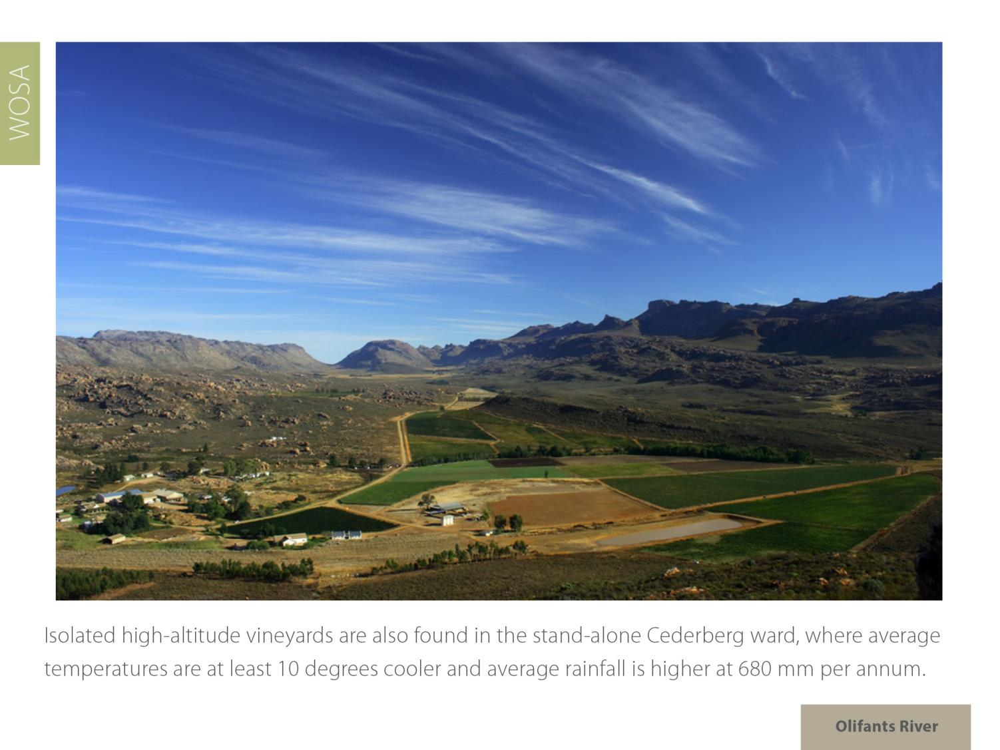 WOSA
Isolated high-altitude vineyards are also found in the stand-alone Cederberg ward, where average
temperatures are at least 10 degrees cooler and average rainfall is higher at 680 mm per annum.
Olifants River